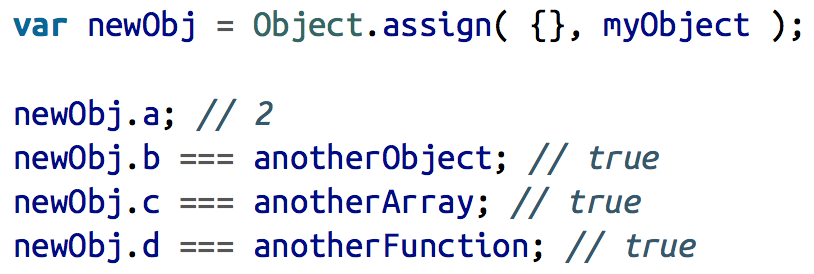 var newObj = Object.assign( {}, myObject );
newObj.a; // 2
newObj.b === anotherObject; // true
newObj.c === anotherArray; // true
newObj.d === anotherFunction; // true